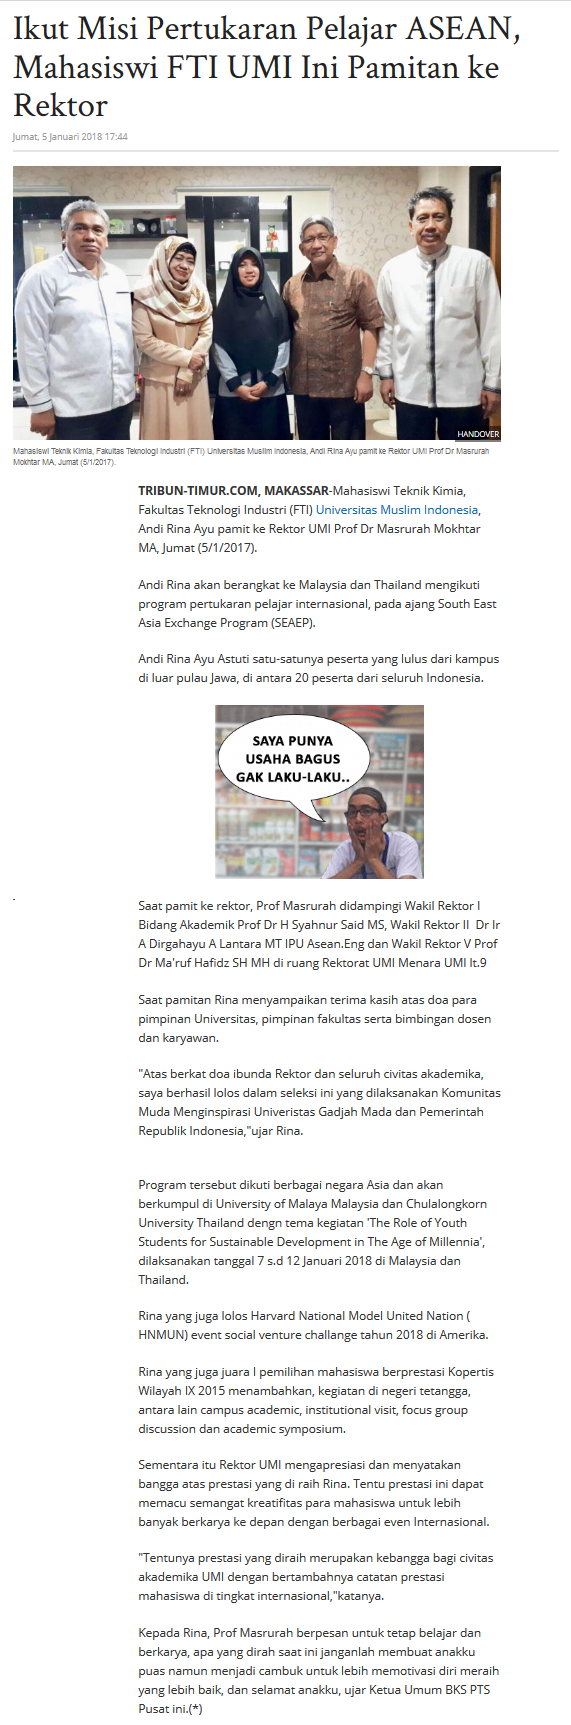 Ikut Misi Pertukaran Pelajar ASEAN,
Mahasiswi FTI UMI Ini Pamitan ke
Rektor
Jumat, 5 Januari 2018 17:44
HANDOVER
Mahasiswi Teknik Kimia, Fakultas Teknologi Industri (FTI) Universitas Muslim Indonesia, Andi Rina Ayu pamit ke Rektor UMI Prof Dr Masrurah
Mokhtar MA, Jumat (5/1/2017).
TRIBUN-TIMUR.COM, MAKASSAR-Mahasiswi Teknik Kimia,
Fakultas Teknologi Industri (FTI) Universitas Muslim Indonesia,
Andi Rina Ayu pamit ke Rektor UMI Prof Dr Masrurah Mokhtar
MA, Jumat (5/1/2017).
Andi Rina akan berangkat ke Malaysia dan Thailand mengikuti
program pertukaran pelajar internasional, pada ajang South East
Asia Exchange Program (SEAEP).
Andi Rina Ayu Astuti satu-satunya peserta yang lulus dari kampus
di luar pulau Jawa, di antara 20 peserta dari seluruh Indonesia.
SAYA PUNYA
USAHA BAGUS
GAK LAKU-LAKU..
.
Saat pamit ke rektor, Prof Masrurah didampingi Wakil Rektor I
Bidang Akademik Prof Dr H Syahnur Said MS, Wakil Rektor II  Dr Ir
A Dirgahayu A Lantara MT IPU Asean.Eng dan Wakil Rektor V Prof
Dr Ma'ruf Hafidz SH MH di ruang Rektorat UMI Menara UMI lt.9
Saat pamitan Rina menyampaikan terima kasih atas doa para
pimpinan Universitas, pimpinan fakultas serta bimbingan dosen
dan karyawan.
"Atas berkat doa ibunda Rektor dan seluruh civitas akademika,
saya berhasil lolos dalam seleksi ini yang dilaksanakan Komunitas
Muda Menginspirasi Univeristas Gadjah Mada dan Pemerintah
Republik Indonesia,"ujar Rina.
Program tersebut dikuti berbagai negara Asia dan akan
berkumpul di University of Malaya Malaysia dan Chulalongkorn
University Thailand dengn tema kegiatan 'The Role of Youth
Students for Sustainable Development in The Age of Millennia',
dilaksanakan tanggal 7 s.d 12 Januari 2018 di Malaysia dan
Thailand.
Rina yang juga lolos Harvard National Model United Nation (
HNMUN) event social venture challange tahun 2018 di Amerika.
Rina yang juga juara I pemilihan mahasiswa berprestasi Kopertis
Wilayah IX 2015 menambahkan, kegiatan di negeri tetangga,
antara lain campus academic, institutional visit, focus group
discussion dan academic symposium.
Sementara itu Rektor UMI mengapresiasi dan menyatakan
bangga atas prestasi yang di raih Rina. Tentu prestasi ini dapat
memacu semangat kreatifitas para mahasiswa untuk lebih
banyak berkarya ke depan dengan berbagai even Internasional.
"Tentunya prestasi yang diraih merupakan kebangga bagi civitas
akademika UMI dengan bertambahnya catatan prestasi
mahasiswa di tingkat internasional,"katanya.
Kepada Rina, Prof Masrurah berpesan untuk tetap belajar dan
berkarya, apa yang dirah saat ini janganlah membuat anakku
puas namun menjadi cambuk untuk lebih memotivasi diri meraih
yang lebih baik, dan selamat anakku, ujar Ketua Umum BKS PTS
Pusat ini.(*)